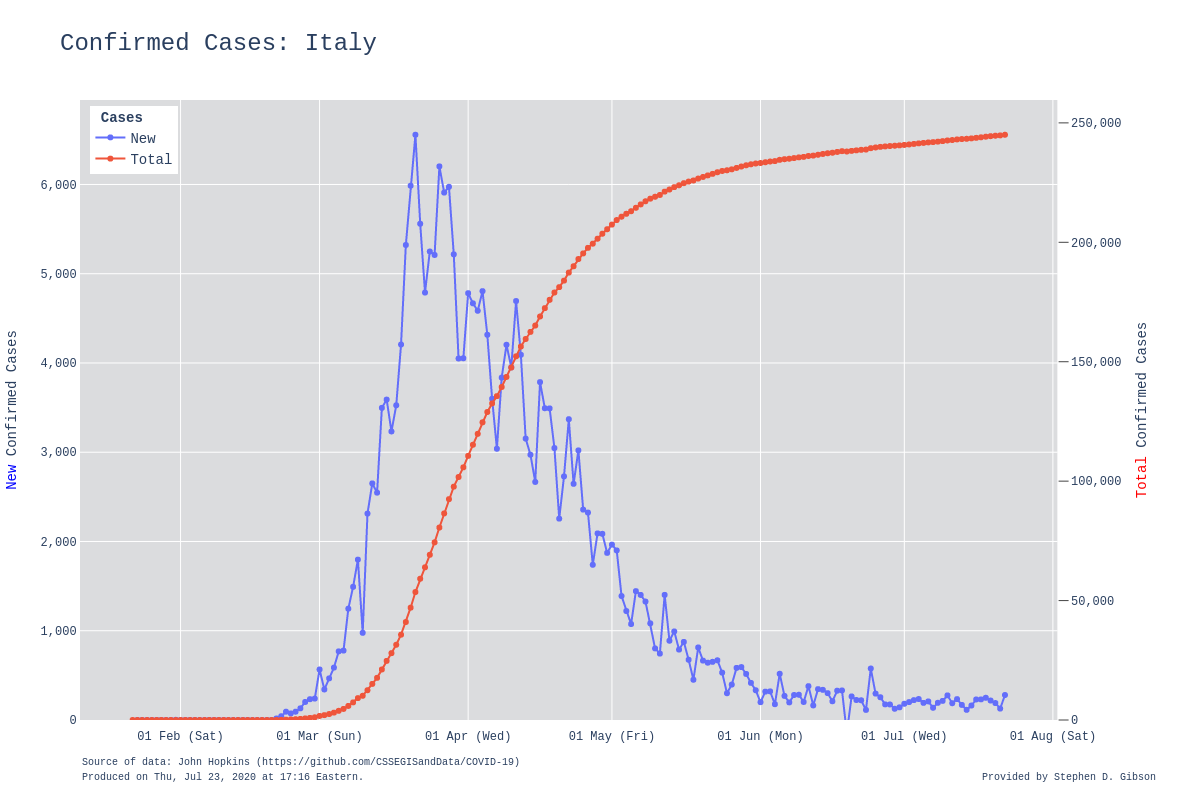 Confirmed Cases: Italy
Cases
New
Total
250,000
6,000
200,000
5,000
4,000
150,000
3,000
100,000
2,000
1,000
50,000
0
0
New Confirmed Cases
Total Confirmed Cases
01 Feb (Sat) 01 Mar (Sun) 01 Apr (Wed) 01 May (Fri) 01 Jun (Mon) 01 Jul (Wed) 01 Aug (Sat)
Source of data: John Hopkins (https://github.com/CSSEGISandData/COVID-19)
Produced on Thu, Jul 23, 2020 at 17:16 Eastern.
Provided by Stephen D. Gibson